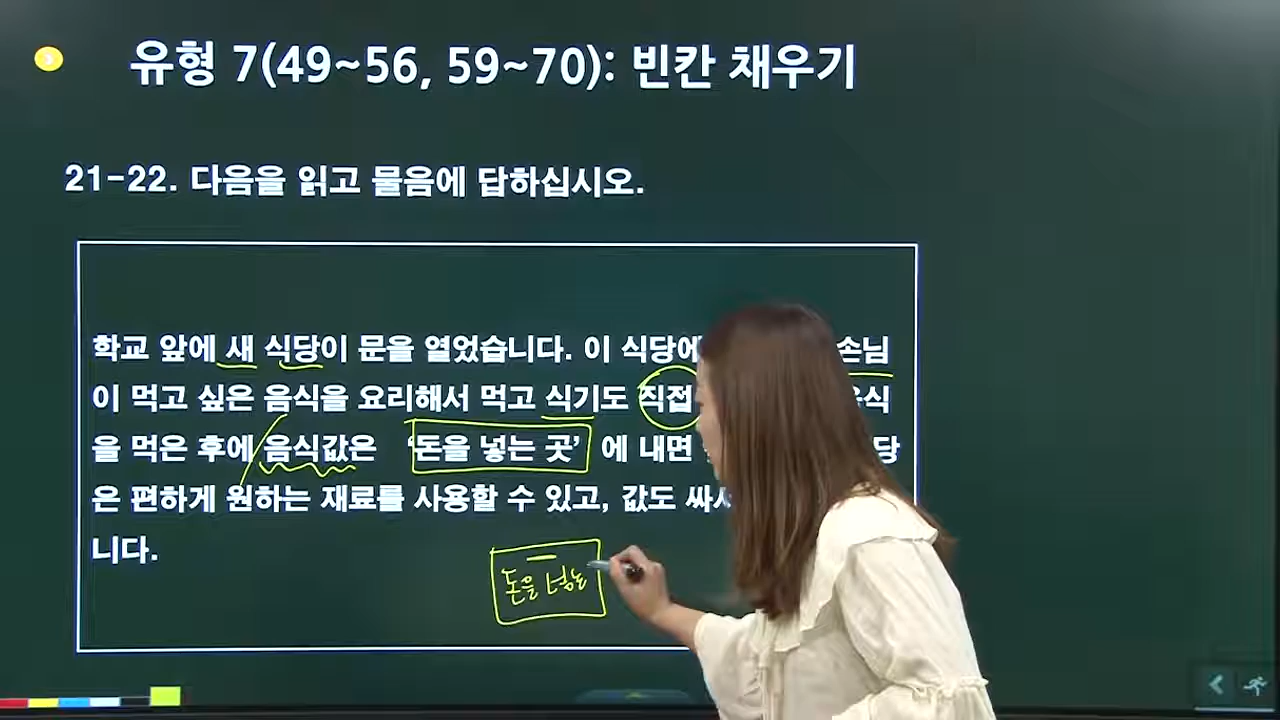 유형 7(49~56, 59~70): 빈칸 채우기
21-22. 다음을 읽고 물음에 답하십시오.
학교 앞에 새 식당이 문을 열었습니다. 이 식당에 손님
이 먹고 싶은 음식을 요리해서 먹고 식기도 직접
을 먹은 후에 음식값은 '돈을 넣는 곳' 에 내면 당
은 편하게 원하는 재료를 사용할 수 있고, 값도
니다.
돈을 넣는